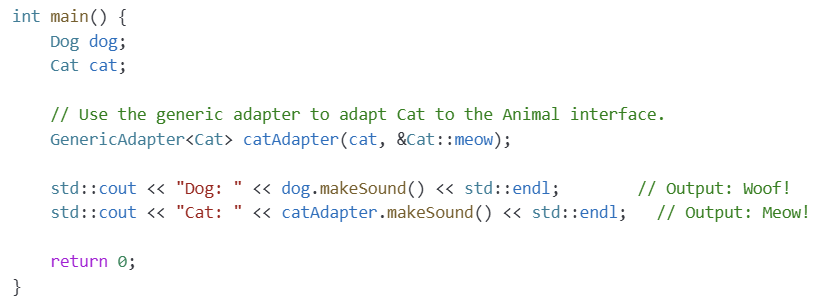 int main() {
    Dog dog;
    Cat cat;

    // Use the generic adapter to adapt Cat to the Animal interface.
    GenericAdapter<Cat> catAdapter(cat, &Cat::meow);

    std::cout << "Dog: " << dog.makeSound() << std::endl;        // Output: Woof!
    std::cout << "Cat: " << catAdapter.makeSound() << std::endl;   // Output: Meow!

    return 0;
}